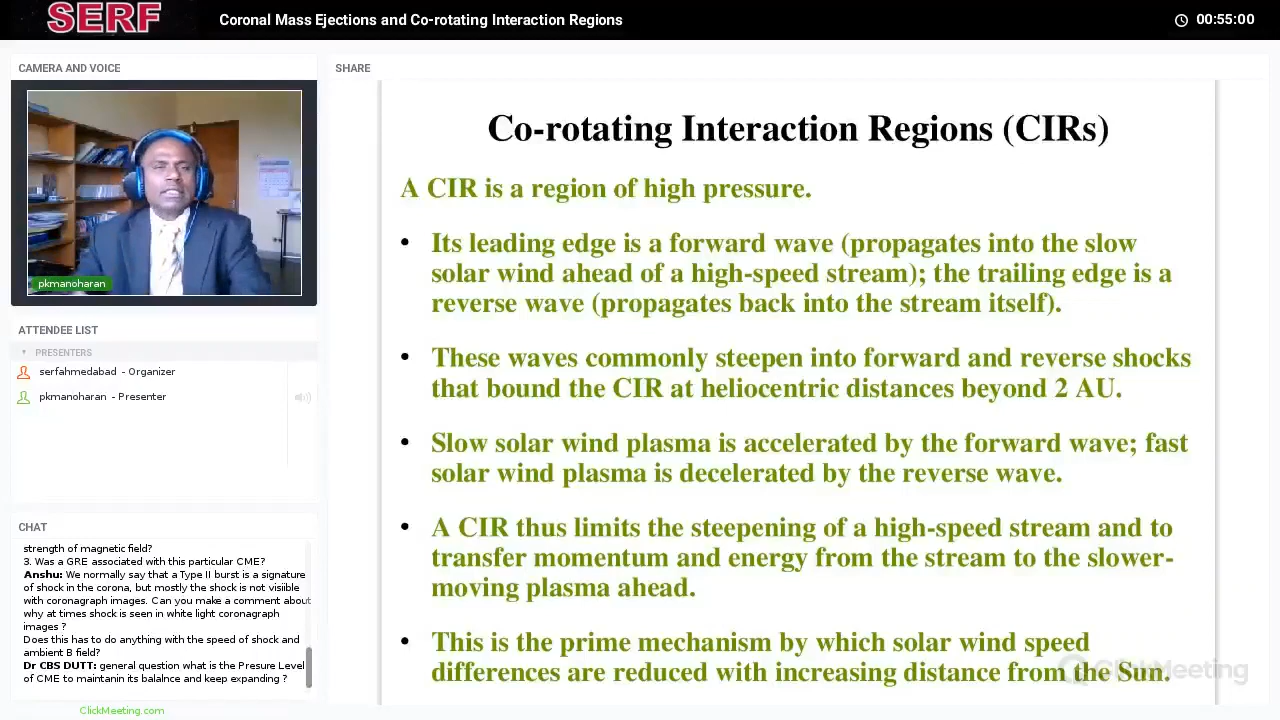 SERF
Coronal Mass Ejections and Co-rotating Interaction Regions
00:55:00
CAMERA AND VOICE
pkmanoharan
ATTENDEE LIST
PRESENTERS
serfahmedabad - Organizer
pkmanoharan - Presenter
CHAT
strength of magnetic field?
3. Was a GRE associated with this particular CME?
Anshu: We normally say that a Type II burst is a signature
of shock in the corona, but mostly the shock is not visiible
with coronagraph images. Can you make a comment about
why at times shock is seen in white light coronagraph
images ?
Does this has to do anything with the speed of shock and
ambient B field?
Dr CBS DUTT: general question what is the Presure Level
of CME to maintanin its balalnce and keep expanding ?
ClickMeeting.com
SHARE
Co-rotating Interaction Regions (CIRs)
A CIR is a region of high pressure.
• Its leading edge is a forward wave (propagates into the slow
solar wind ahead of a high-speed stream); the trailing edge is a
reverse wave (propagates back into the stream itself).
• These waves commonly steepen into forward and reverse shocks
that bound the CIR at heliocentric distances beyond 2 AU.
• Slow solar wind plasma is accelerated by the forward wave; fast
solar wind plasma is decelerated by the reverse wave.
• A CIR thus limits the steepening of a high-speed stream and to
transfer momentum and energy from the stream to the slower-
moving plasma ahead.
• This is the prime mechanism by which solar wind speed
differences are reduced with increasing distance from the Sun.
ClickMeeting